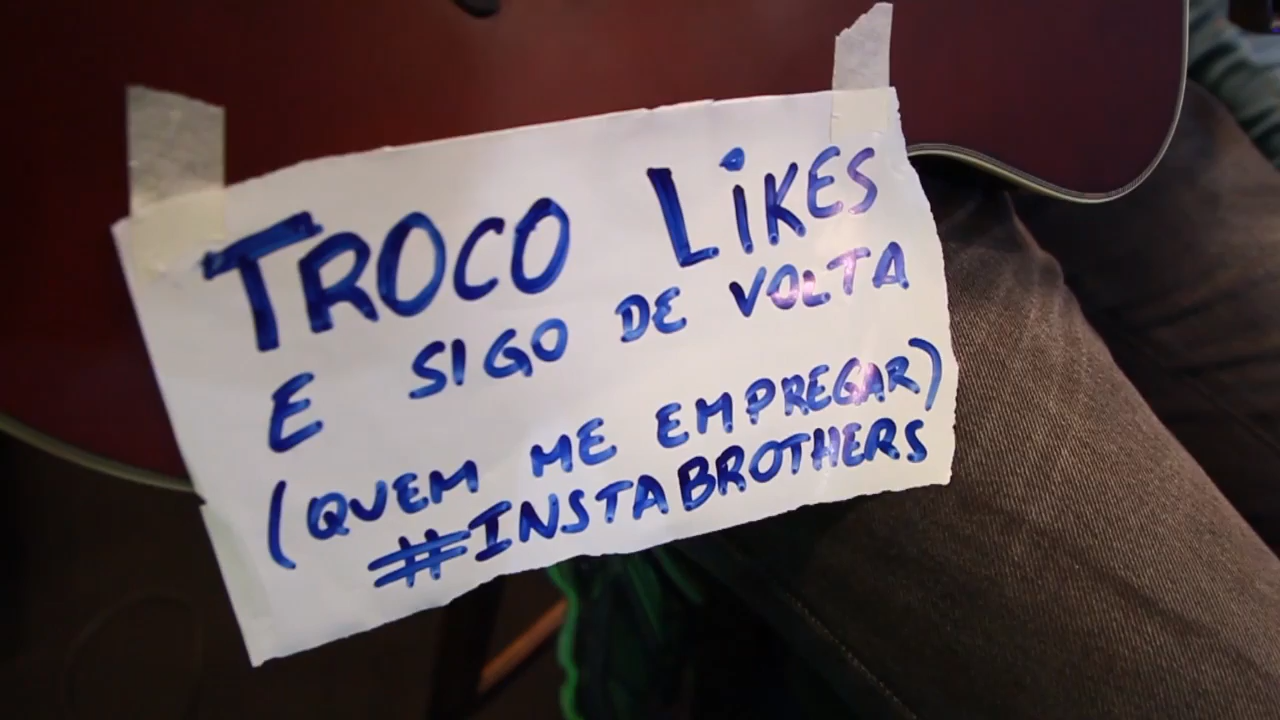 TROCO LiKES
E SIGO DE VOLTA
(QUEM ME EMPREGAR)
#INSTABROTHERS